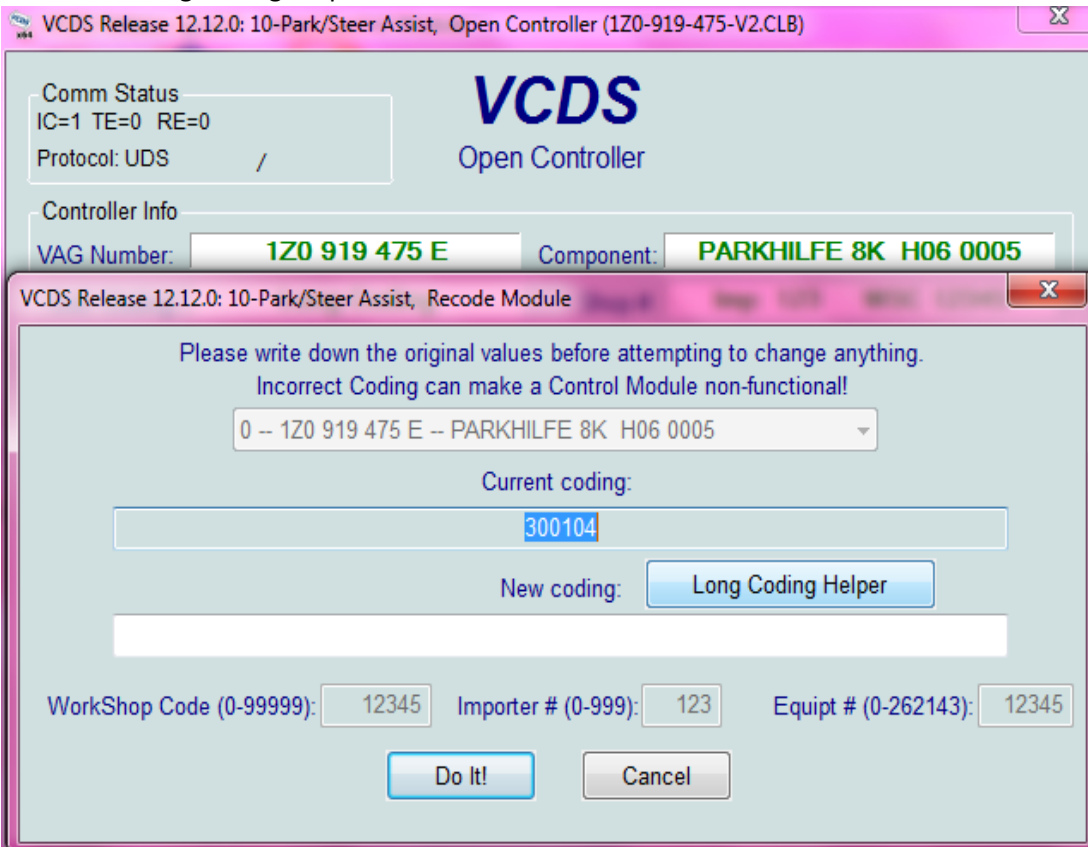 VCDS Release 12.12.0: 10-Park/Steer Assist, Open Controller (1Z0-919-475-V2.CLB)
Comm Status
IC=1 TE=0 RE=0
Protocol: UDS /
VCDS
Open Controller
Controller Info
VAG Number: 1Z0 919 475 E Component: PARKHILFE 8K H06 0005
VCDS Release 12.12.0: 10-Park/Steer Assist, Recode Module
Please write down the original values before attempting to change anything.
Incorrect Coding can make a Control Module non-functional!
0 -- 1Z0 919 475 E -- PARKHILFE 8K H06 0005
Current coding:
300104
New coding: Long Coding Helper
WorkShop Code (0-99999): 12345 Importer # (0-999): 123 Equipt # (0-262143): 12345
Do It! Cancel